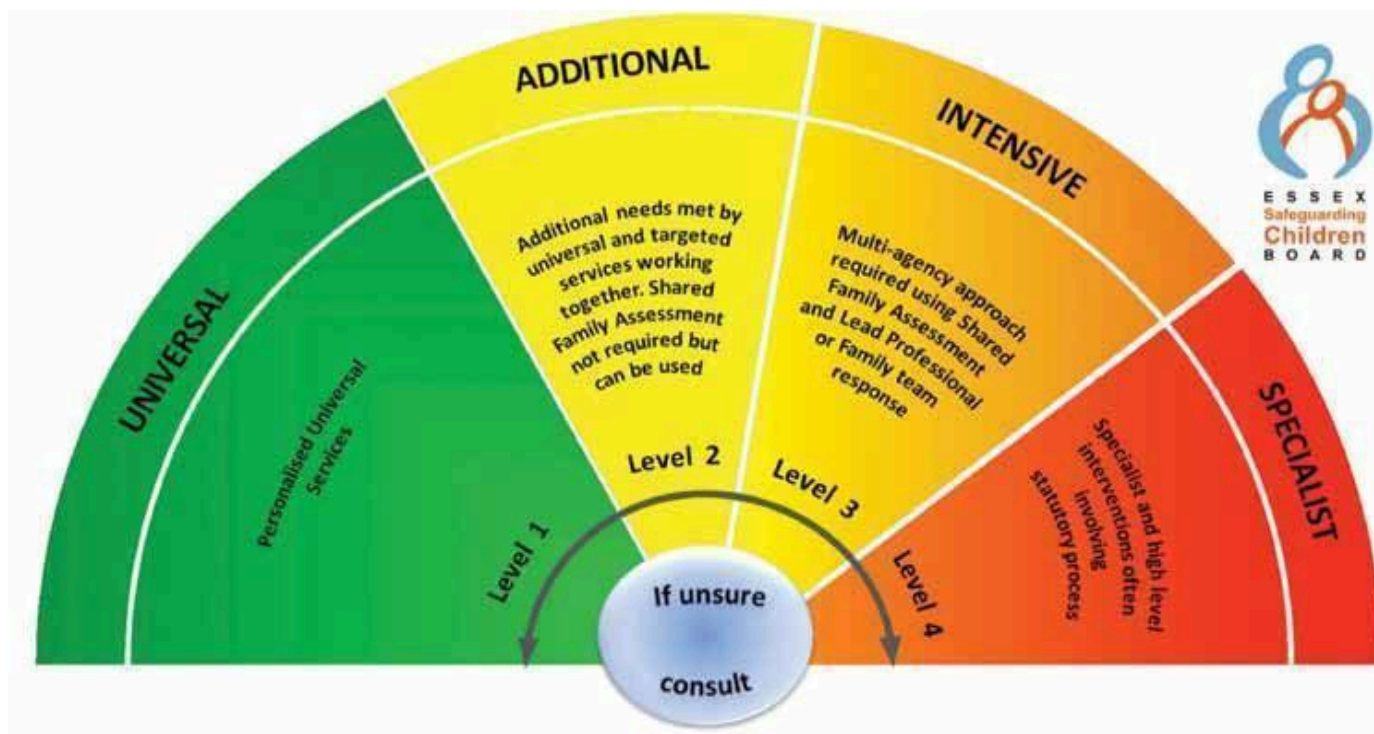 UNIVERSAL
Personalised Universal
Services
Level 1
ADDITIONAL
Additional needs met by
universal and targeted
services working
together. Shared
Family Assessment
not required but
can be used
Level 2
INTENSIVE
Multi-agency approach
required using Shared
Family Assessment
and Lead Professional
or Family team
response
Level 3
SPECIALIST
Specialist and high level
interventions often
involving
statutory process
Level 4
If unsure
consult
ESSEX
Safeguarding
Children
BOARD